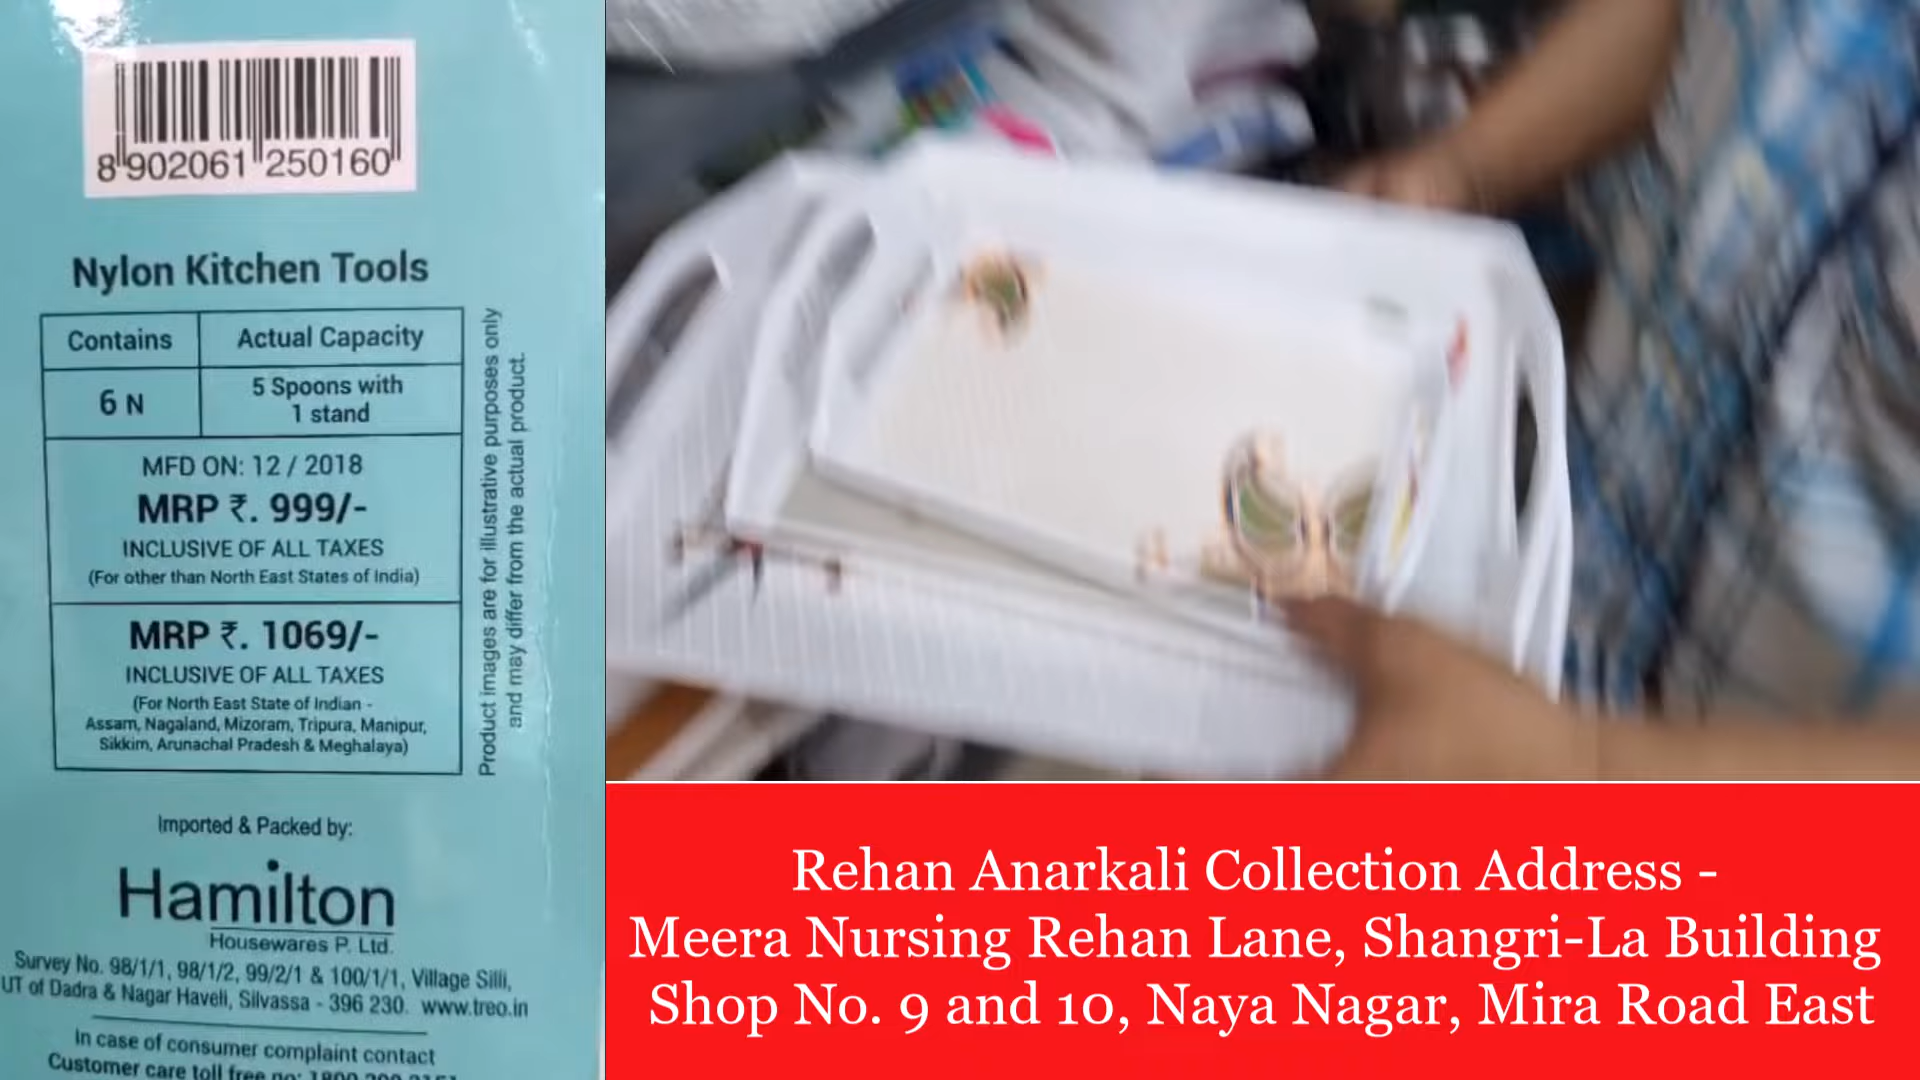 8 902061 250160
Nylon Kitchen Tools
Contains
Actual Capacity
6 N
5 Spoons with
1 stand
MFD ON: 12 / 2018
MRP ₹. 999/-
INCLUSIVE OF ALL TAXES
(For other than North East States of India)
MRP ₹. 1069/-
INCLUSIVE OF ALL TAXES
(For North East State of Indian -
Assam, Nagaland, Mizoram, Tripura, Manipur,
Sikkim, Arunachal Pradesh & Meghalaya)
Product images are for illustrative purposes only
and may differ from the actual product.
Imported & Packed by:
Hamilton
Housewares P. Ltd.
Survey No. 98/1/1, 98/1/2, 99/2/1 & 100/1/1, Village Silli,
UT of Dadra & Nagar Haveli, Silvassa - 396 230. www.treo.in
In case of consumer complaint contact
Customer care toll free no: 1800
Rehan Anarkali Collection Address -
Meera Nursing Rehan Lane, Shangri-La Building
Shop No. 9 and 10, Naya Nagar, Mira Road East